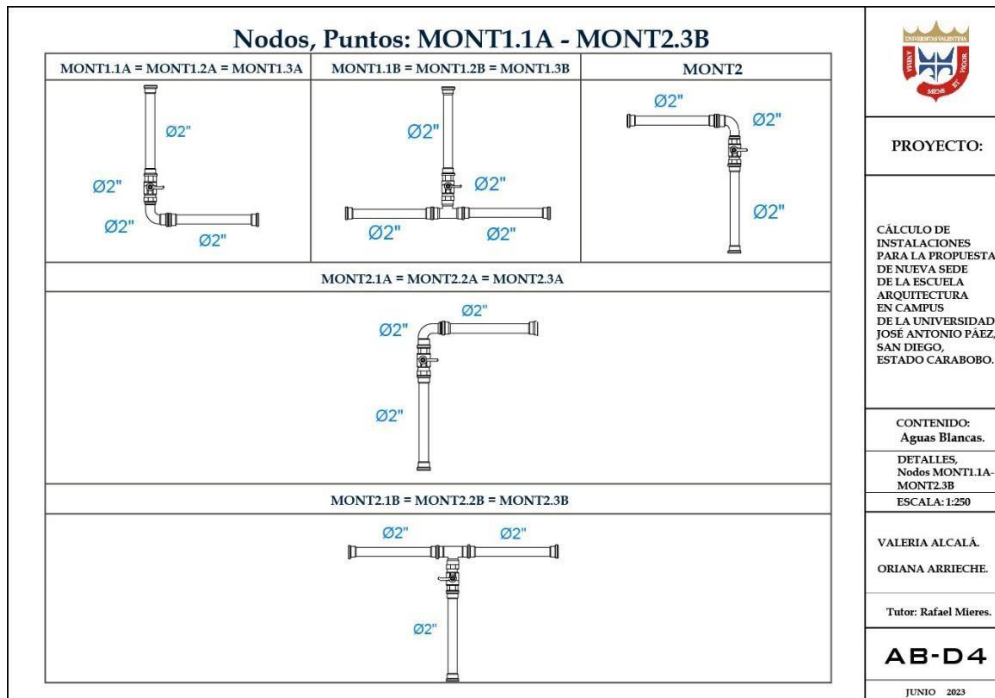 Nodos, Puntos: MONT1.1A - MONT2.3B
MONT1.1A = MONT1.2A = MONT1.3A
MONT1.1B = MONT1.2B = MONT1.3B
MONT2
Ø2"
Ø2"
Ø2"
Ø2"
Ø2"
Ø2"
Ø2"
Ø2"
Ø2"
Ø2"
Ø2"
MONT2.1A = MONT2.2A = MONT2.3A
Ø2"
Ø2"
Ø2"
MONT2.1B = MONT2.2B = MONT2.3B
Ø2"
Ø2"
Ø2"
PROYECTO:
CÁLCULO DE
INSTALACIONES
PARA LA PROPUESTA
DE NUEVA SEDE
DE LA ESCUELA
ARQUITECTURA
EN CAMPUS
DE LA UNIVERSIDAD
JOSÉ ANTONIO PÁEZ,
SAN DIEGO,
ESTADO CARABOBO.
CONTENIDO:
Aguas Blancas.
DETALLES,
Nodos MONT1.1A-
MONT2.3B
ESCALA: 1:250
VALERIA ALCALÁ.
ORIANA ARRIECHE.
Tutor: Rafael Mieres.
AB-D4
JUNIO 2023